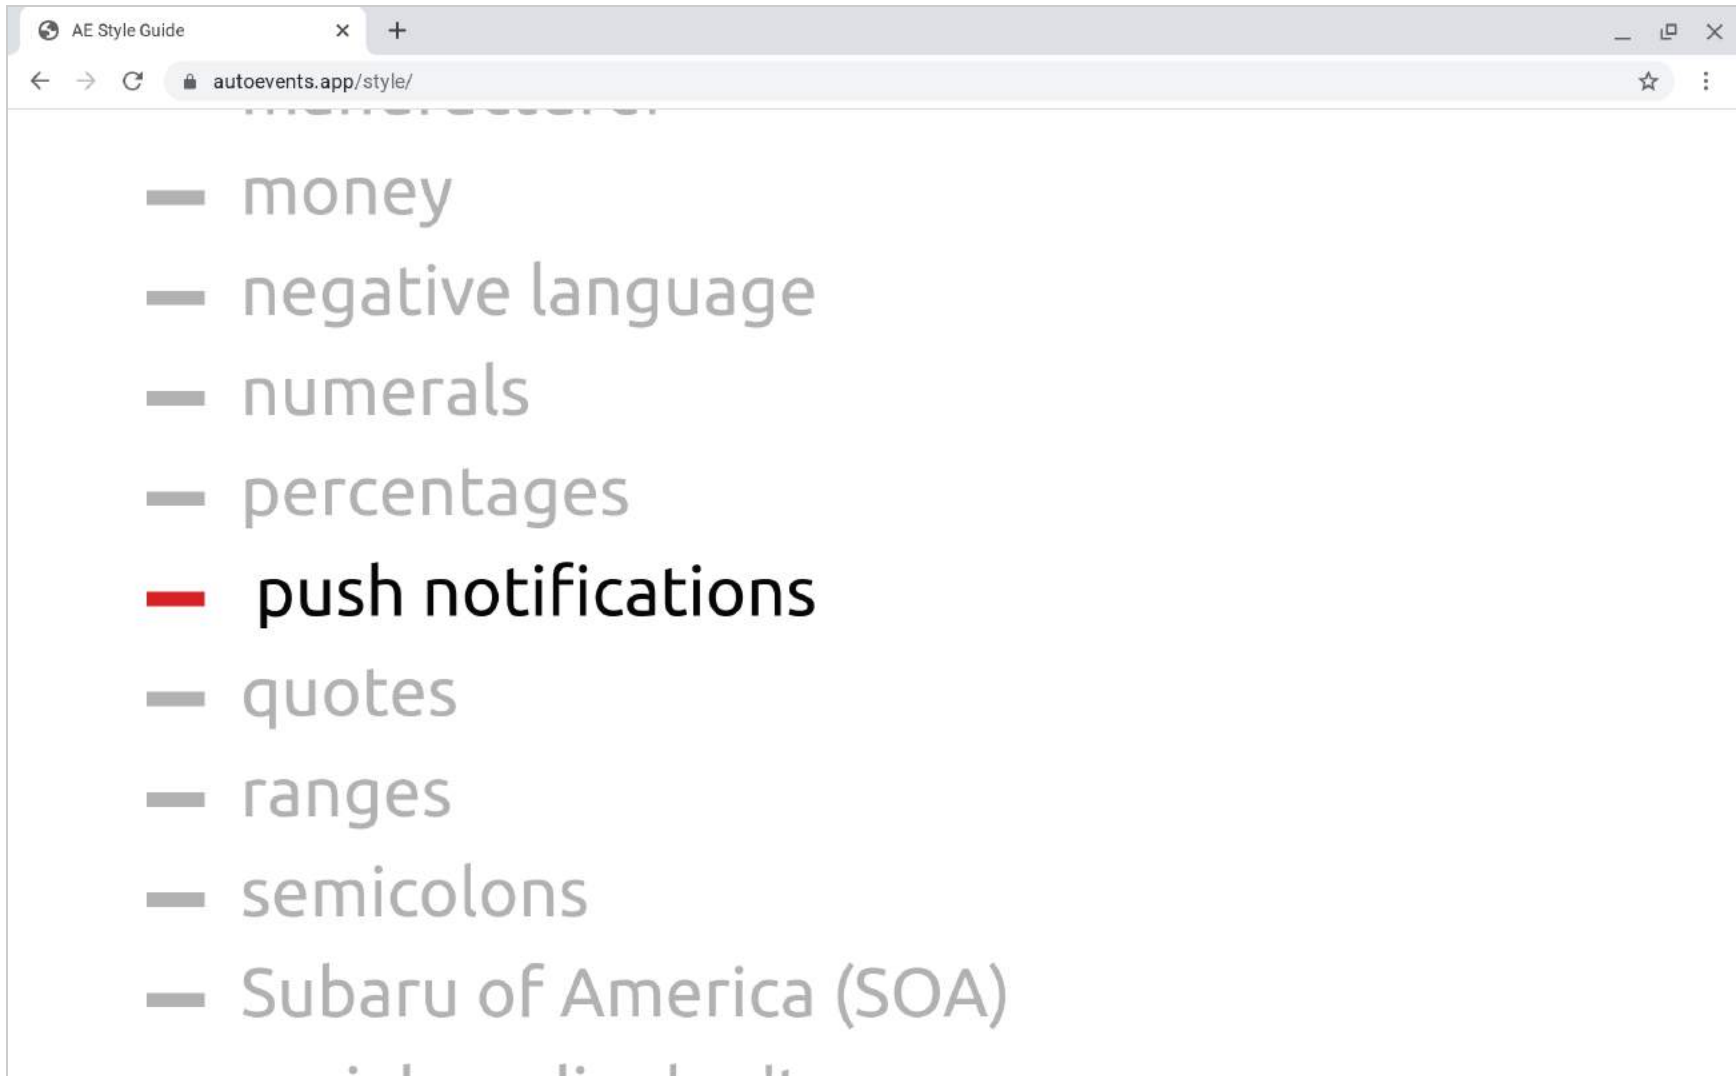 AE Style Guide
autoevents.app/style/
money
negative language
numerals
percentages
push notifications
quotes
ranges
semicolons
Subaru of America (SOA)